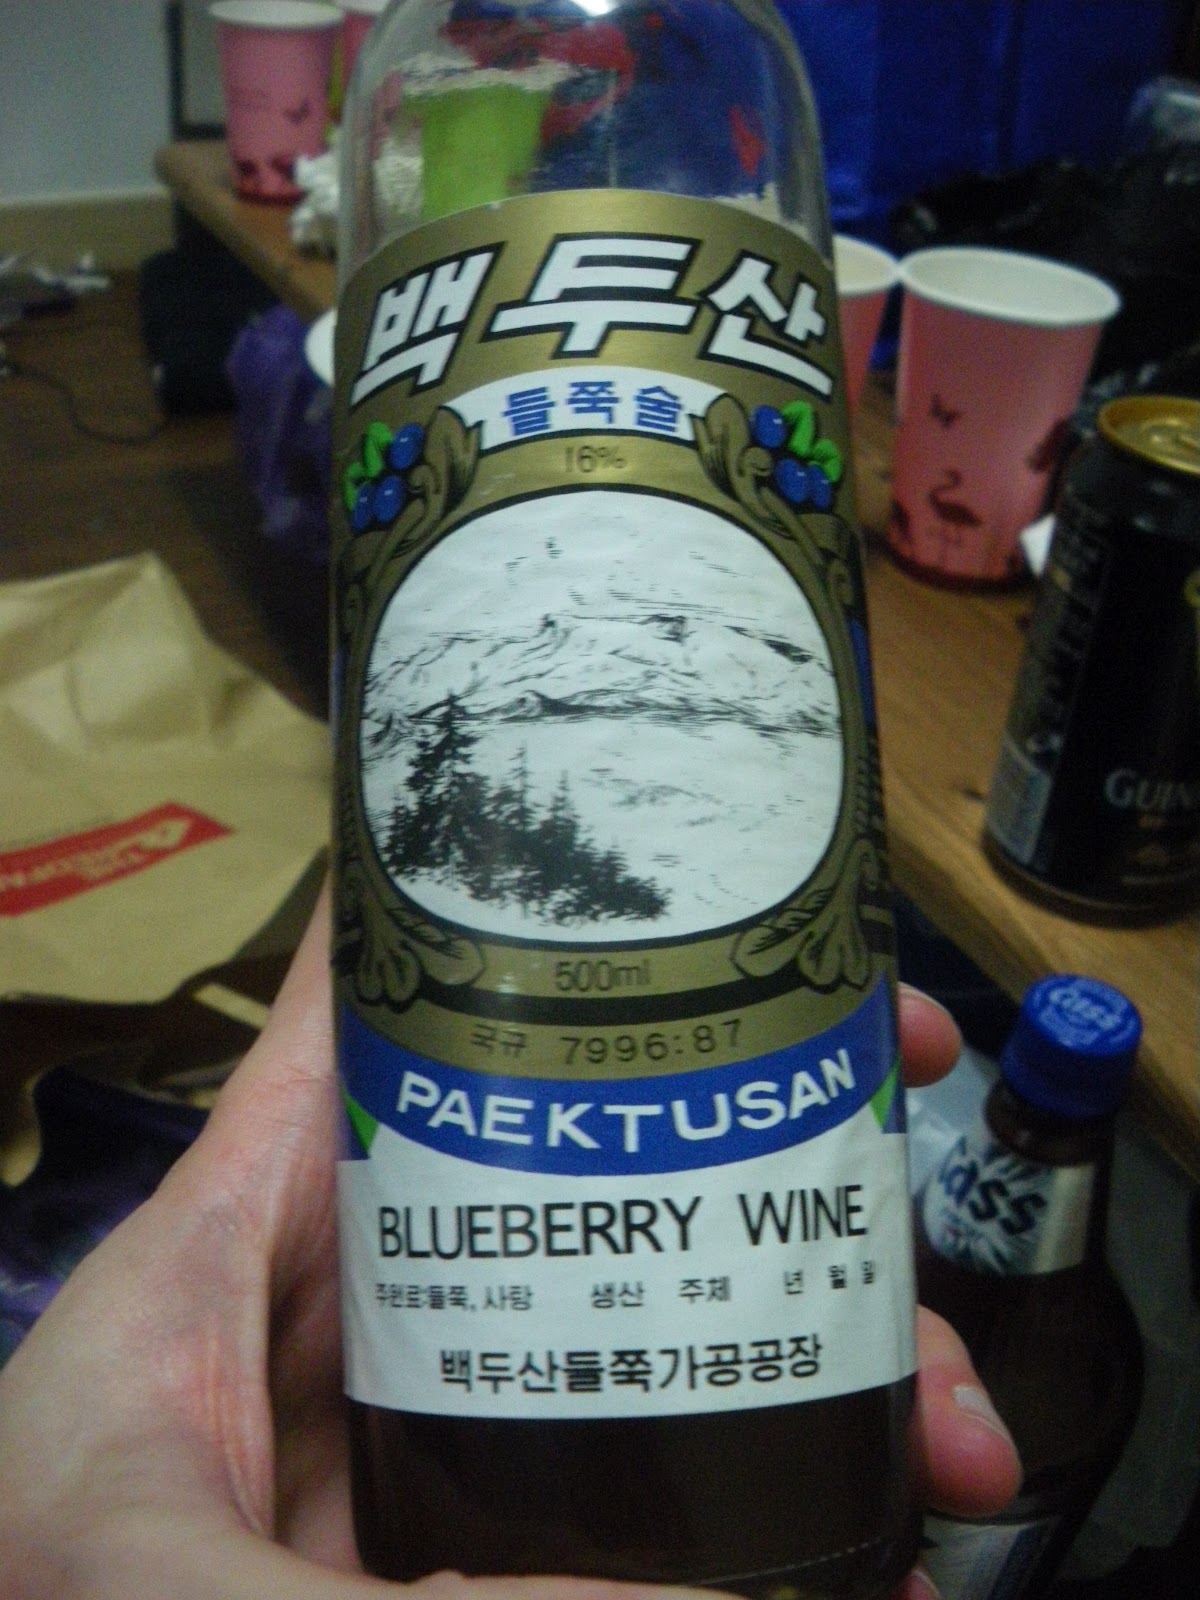 백두산
들쭉술
16%
500ml
국규 7996:87
PAEKTUSAN
BLUEBERRY WINE
주원료:들쭉, 사탕 생산 주체 년 월 일
백두산들쭉가공공장
Cass
Cass